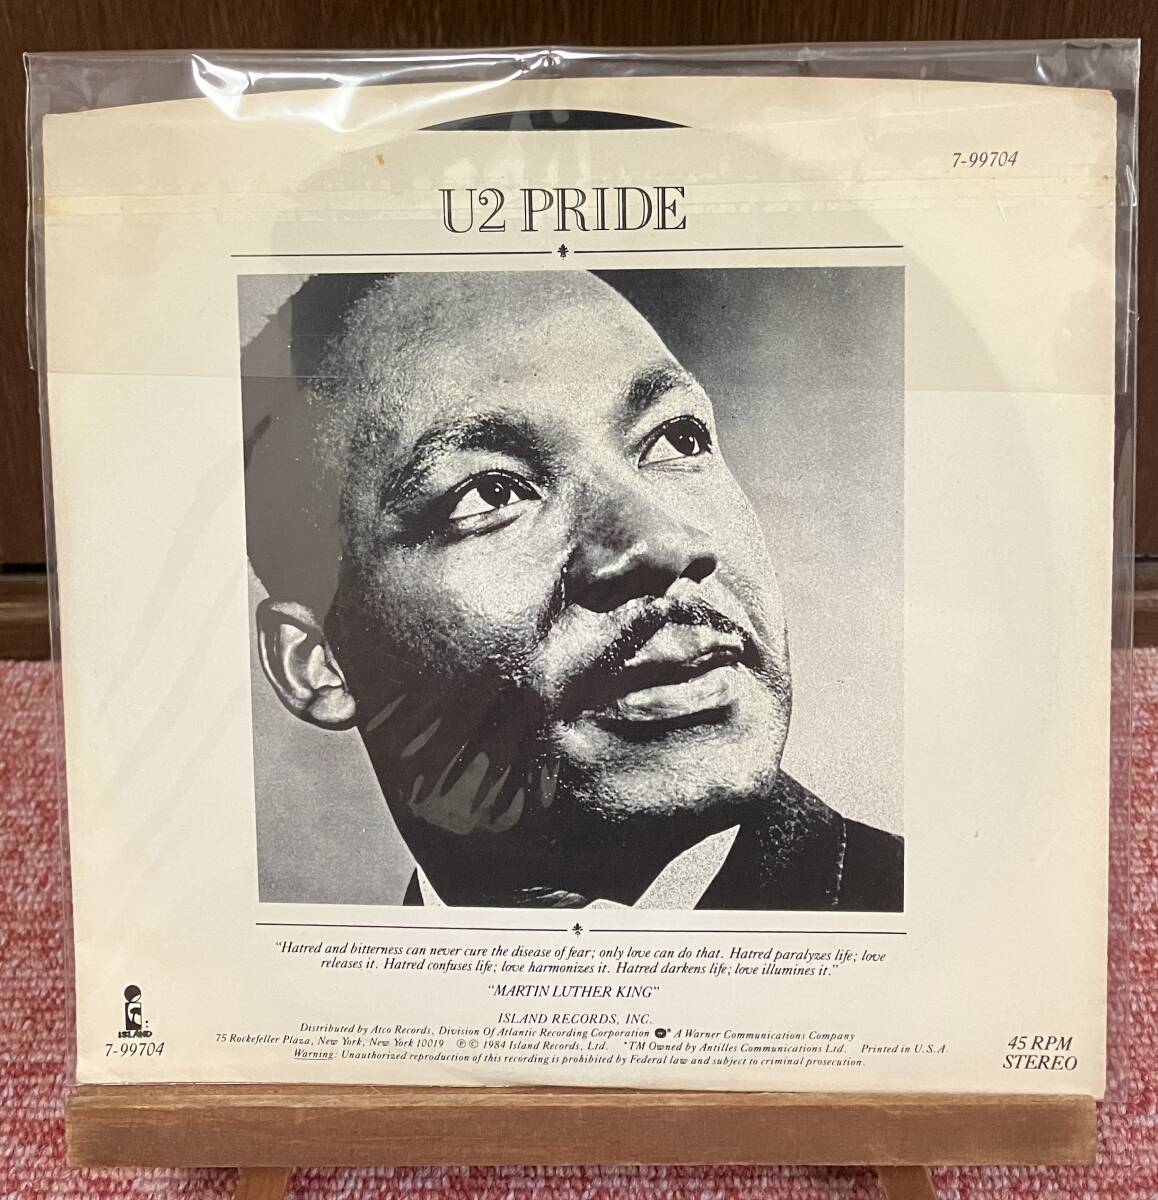 7-99704
U2 PRIDE
"Hatred and bitterness can never cure the disease of fear; only love can do that. Hatred paralyzes life; love
releases it. Hatred confuses life; love harmonizes it. Hatred darkens life; love illumines it."
"MARTIN LUTHER KING"
ISLAND RECORDS, INC.
Distributed by Atco Records, Division Of Atlantic Recording Corporation ® A Warner Communications Company
75 Rockefeller Plaza, New York, New York 10019 ℗ © 1984 Island Records, Ltd. *TM Owned by Antilles Communications Ltd. Printed in U.S.A.
Warning: Unauthorized reproduction of this recording is prohibited by Federal law and subject to criminal prosecution.
ISLAND
7-99704
45 RPM
STEREO